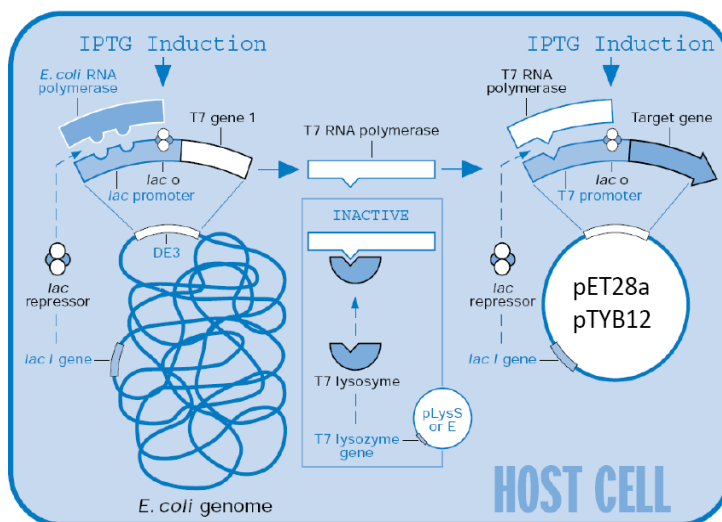 IPTG Induction
E. coli RNA
polymerase
T7 gene 1
lac o
lac promoter
DE3
lac
repressor
lac I gene
E. coli genome
T7 RNA polymerase
INACTIVE
T7 lysosyme
T7 lysozyme
gene
pLysS
or E
IPTG Induction
T7 RNA
polymerase
Target gene
lac o
T7 promoter
lac
repressor
lac I gene
pET28a
pTYB12
HOST CELL